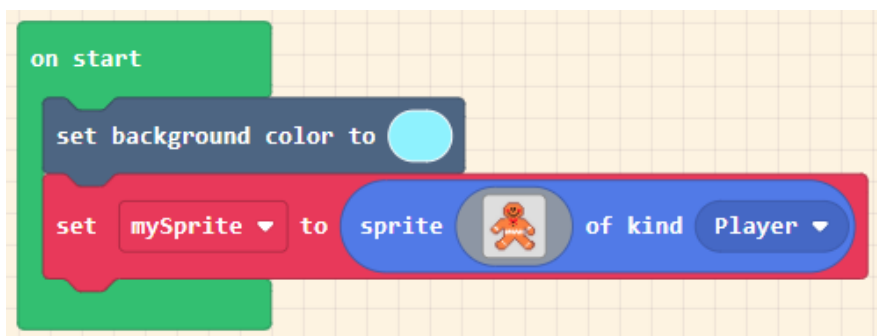 on start
set background color to
set mySprite to sprite of kind Player